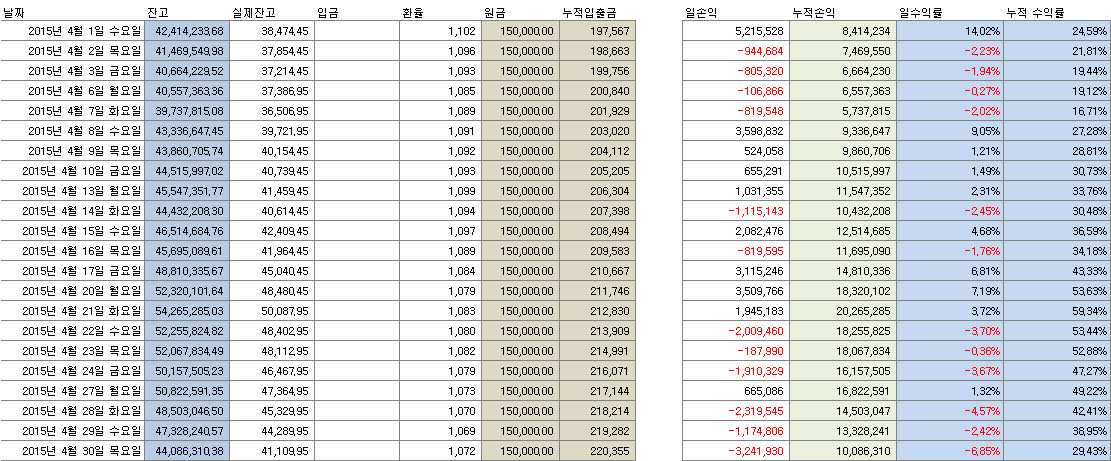 날짜 잔고 실제잔고 입금 환율 원금 누적입출금 일손익 누적손익 일수익률 누적 수익률
2015년 4월 1일 수요일 42,414,233,68 38,474,45 1,102 150,000,00 197,567 5,215,528 8,414,234 14,02% 24,59%
2015년 4월 2일 목요일 41,469,549,98 37,854,45 1,096 150,000,00 198,663 -944,684 7,469,550 -2,23% 21,81%
2015년 4월 3일 금요일 40,664,229,52 37,214,45 1,093 150,000,00 199,756 -805,320 6,664,230 -1,94% 19,44%
2015년 4월 6일 월요일 40,557,363,36 37,386,95 1,085 150,000,00 200,840 -106,866 6,557,363 -0,27% 19,12%
2015년 4월 7일 화요일 39,737,815,08 36,506,95 1,089 150,000,00 201,929 -819,548 5,737,815 -2,02% 16,71%
2015년 4월 8일 수요일 43,336,647,45 39,721,95 1,091 150,000,00 203,020 3,598,832 9,336,647 9,05% 27,28%
2015년 4월 9일 목요일 43,860,705,74 40,154,45 1,092 150,000,00 204,112 524,058 9,860,706 1,21% 28,81%
2015년 4월 10일 금요일 44,515,997,02 40,739,45 1,093 150,000,00 205,205 655,291 10,515,997 1,49% 30,73%
2015년 4월 13일 월요일 45,547,351,77 41,459,45 1,099 150,000,00 206,304 1,031,355 11,547,352 2,31% 33,76%
2015년 4월 14일 화요일 44,432,208,30 40,614,45 1,094 150,000,00 207,398 -1,115,143 10,432,208 -2,45% 30,48%
2015년 4월 15일 수요일 46,514,684,76 42,409,45 1,097 150,000,00 208,494 2,082,476 12,514,685 4,68% 36,59%
2015년 4월 16일 목요일 45,695,089,61 41,964,45 1,089 150,000,00 209,583 -819,595 11,695,090 -1,76% 34,18%
2015년 4월 17일 금요일 48,810,335,67 45,040,45 1,084 150,000,00 210,667 3,115,246 14,810,336 6,81% 43,33%
2015년 4월 20일 월요일 52,320,101,64 48,480,45 1,079 150,000,00 211,746 3,509,766 18,320,102 7,19% 53,63%
2015년 4월 21일 화요일 54,265,285,03 50,087,95 1,083 150,000,00 212,830 1,945,183 20,265,285 3,72% 59,34%
2015년 4월 22일 수요일 52,255,824,82 48,402,95 1,080 150,000,00 213,909 -2,009,460 18,255,825 -3,70% 53,44%
2015년 4월 23일 목요일 52,067,834,49 48,112,95 1,082 150,000,00 214,991 -187,990 18,067,834 -0,36% 52,88%
2015년 4월 24일 금요일 50,157,505,23 46,467,95 1,079 150,000,00 216,071 -1,910,329 16,157,505 -3,67% 47,27%
2015년 4월 27일 월요일 50,822,591,35 47,364,95 1,073 150,000,00 217,144 665,086 16,822,591 1,32% 49,22%
2015년 4월 28일 화요일 48,503,046,50 45,329,95 1,070 150,000,00 218,214 -2,319,545 14,503,047 -4,57% 42,41%
2015년 4월 29일 수요일 47,328,240,57 44,289,95 1,069 150,000,00 219,282 -1,174,806 13,328,241 -2,42% 38,95%
2015년 4월 30일 목요일 44,086,310,38 41,109,95 1,072 150,000,00 220,355 -3,241,930 10,086,310 -6,85% 29,43%